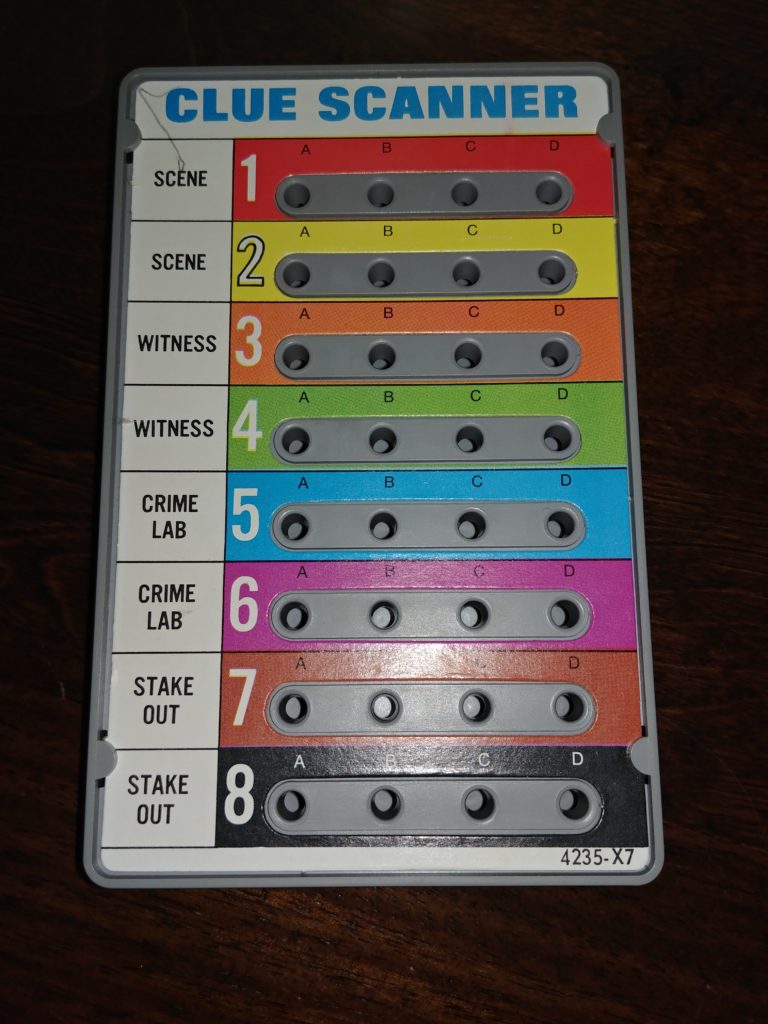 CLUE SCANNER
A B C D
SCENE 1
A B C D
SCENE 2
A B C D
WITNESS 3
A B C D
WITNESS 4
A B C D
CRIME
LAB 5
A B C D
CRIME
LAB 6
A C D
STAKE
OUT 7
A B C D
STAKE
OUT 8
4235-X7